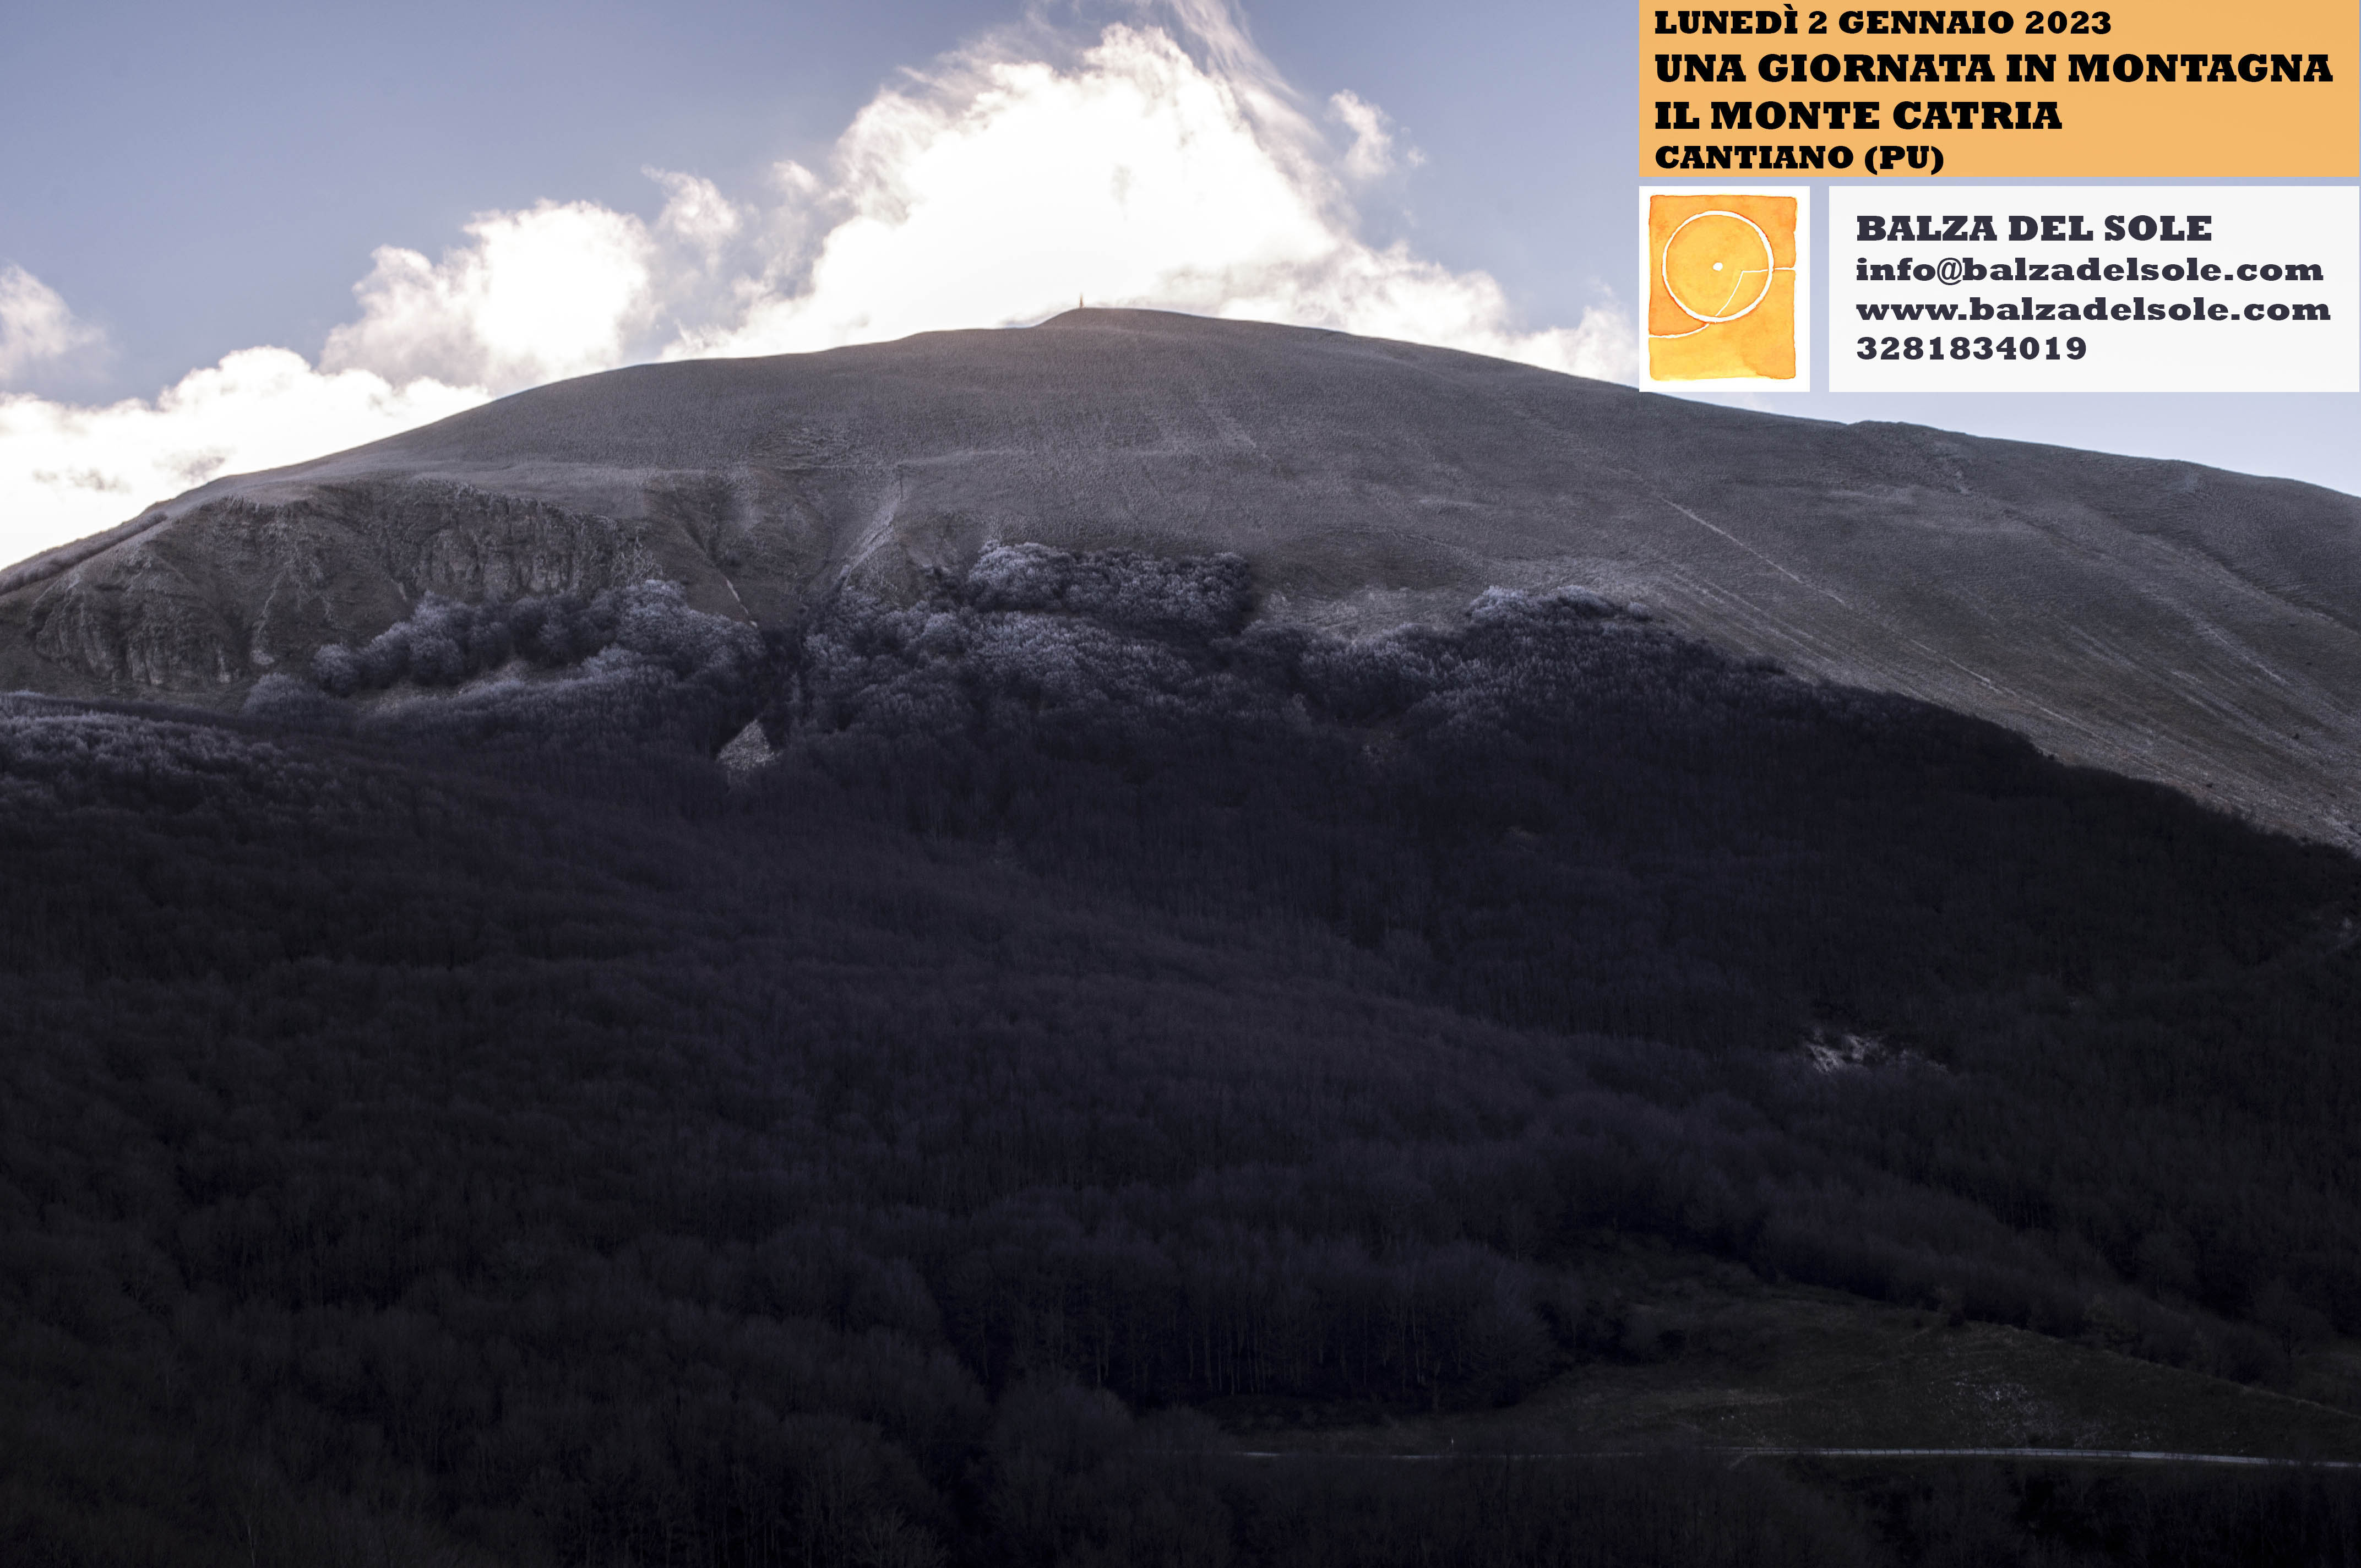 LUNEDÌ 2 GENNAIO 2023
UNA GIORNATA IN MONTAGNA
IL MONTE CATRIA
CANTIANO (PU)
BALZA DEL SOLE
info@balzadelsole.com
www.balzadelsole.com
3281834019